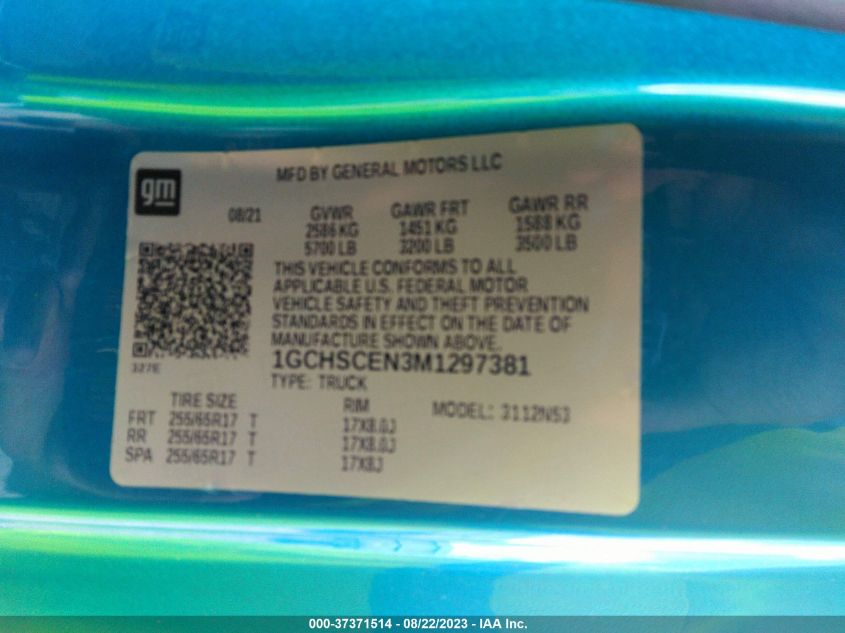 gm
MFD BY GENERAL MOTORS LLC
08/21
GVWR GAWR FRT GAWR RR
2586 KG 1451 KG 1588 KG
5700 LB 3200 LB 3500 LB
THIS VEHICLE CONFORMS TO ALL
APPLICABLE U.S. FEDERAL MOTOR
VEHICLE SAFETY AND THEFT PREVENTION
STANDARDS IN EFFECT ON THE DATE OF
MANUFACTURE SHOWN ABOVE.
1GCHSCEN3M1297381
327E
TYPE: TRUCK
TIRE SIZE RIM MODEL: 3112N53
FRT 255/65R17 T 17X8.0J
RR 255/65R17 T 17X8.0J
SPA 255/65R17 T 17X8J
000-37371514 - 08/22/2023 - IAA Inc.